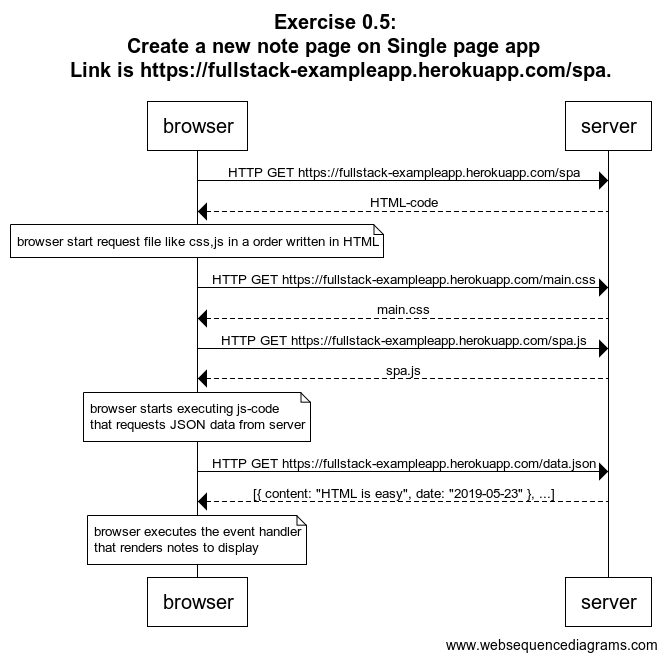 Exercise 0.5:
Create a new note page on Single page app
Link is https://fullstack-exampleapp.herokuapp.com/spa.
browser
server
HTTP GET https://fullstack-exampleapp.herokuapp.com/spa
HTML-code
browser start request file like css,js in a order written in HTML
HTTP GET https://fullstack-exampleapp.herokuapp.com/main.css
main.css
HTTP GET https://fullstack-exampleapp.herokuapp.com/spa.js
spa.js
browser starts executing js-code
that requests JSON data from server
HTTP GET https://fullstack-exampleapp.herokuapp.com/data.json
[{ content: "HTML is easy", date: "2019-05-23" }, ...]
browser executes the event handler
that renders notes to display
browser
server
www.websequencediagrams.com